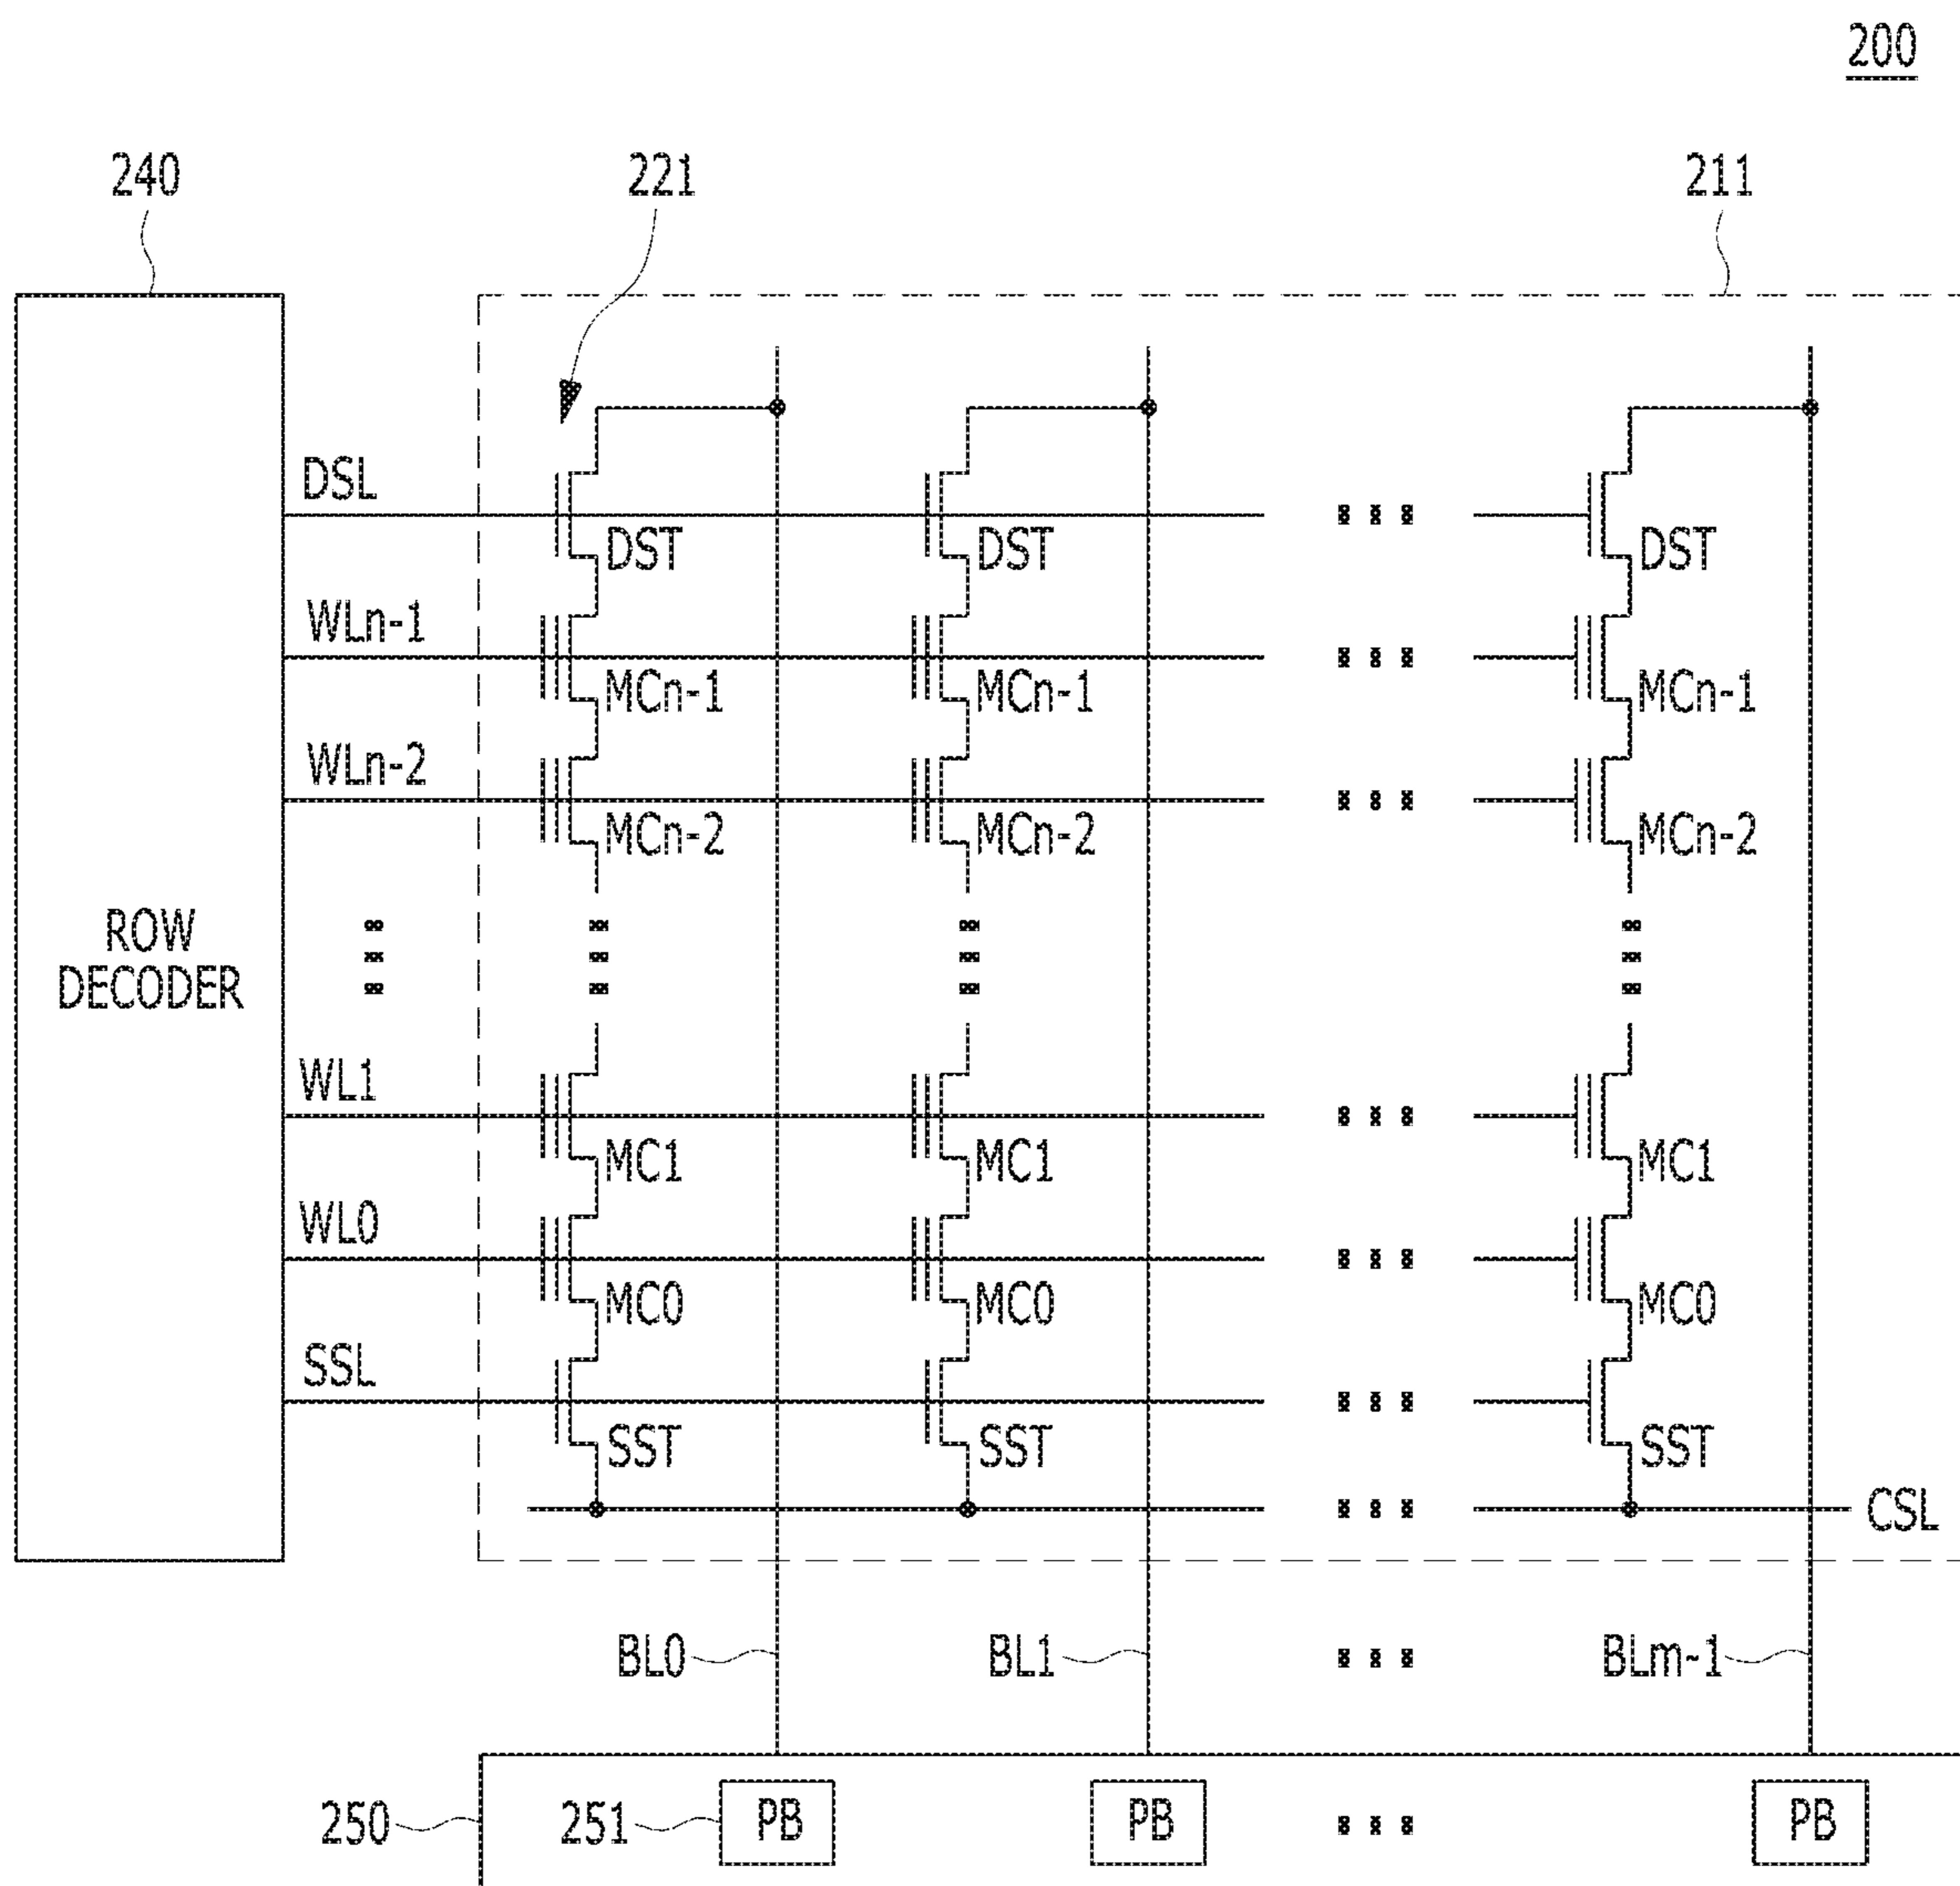 200
240
221
211
DSL
DST DST DST
WLn-1
MCn-1 MCn-1 MCn-1
WLn-2
MCn-2 MCn-2 MCn-2
ROW
DECODER
WL1
MC1 MC1 MC1
WL0
MC0 MC0 MC0
SSL
SST SST SST
CSL
BL0 BL1 BLm-1
250 251 PB PB PB